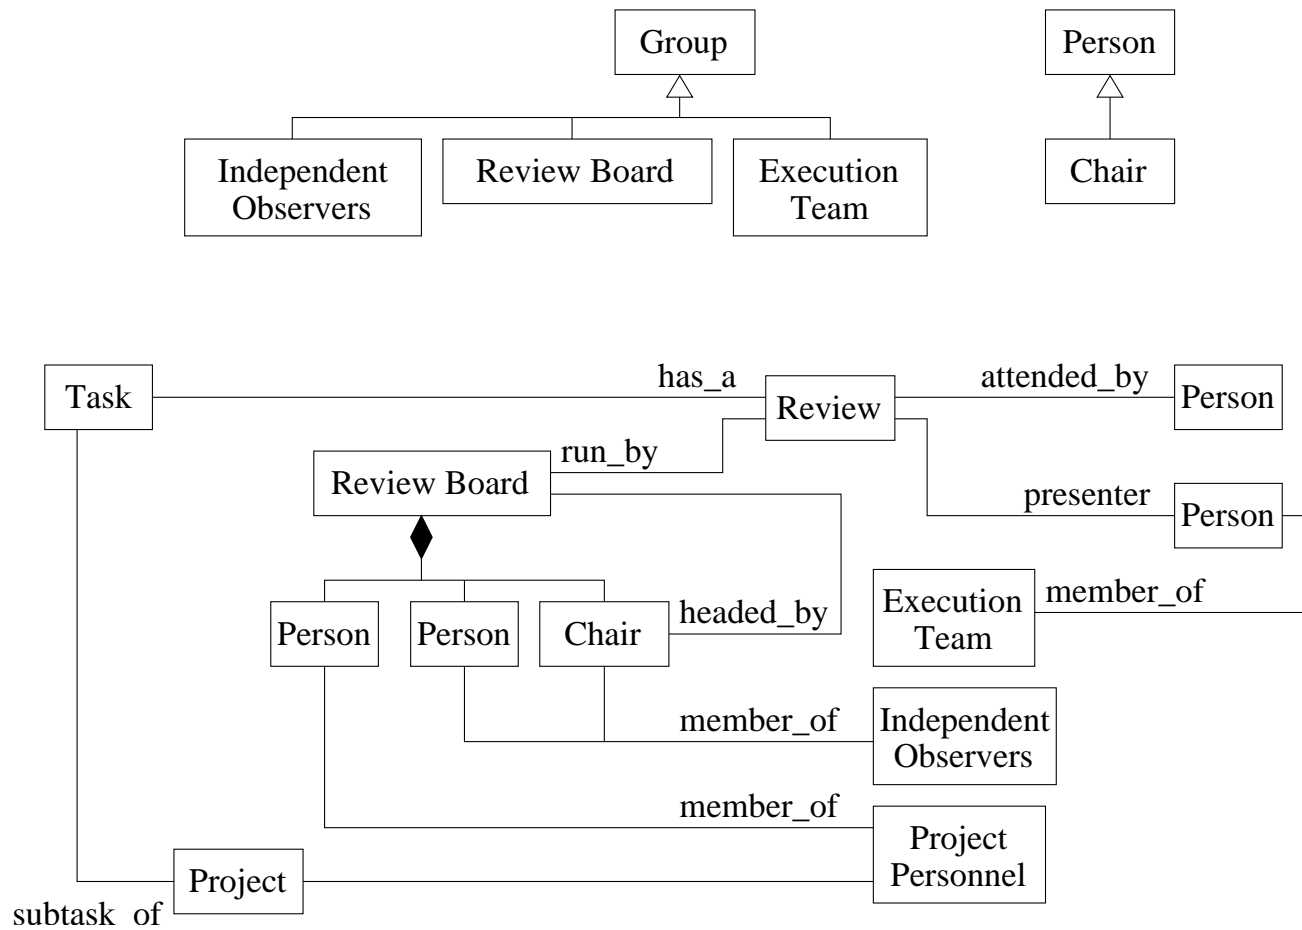 Group
Person
Independent
Observers
Review Board
Execution
Team
Chair
Task
has_a
Review
attended_by
Person
run_by
Review Board
presenter
Person
Execution
Team
member_of
Person
Person
Chair
headed_by
member_of
Independent
Observers
member_of
Project
Personnel
Project
subtask_of